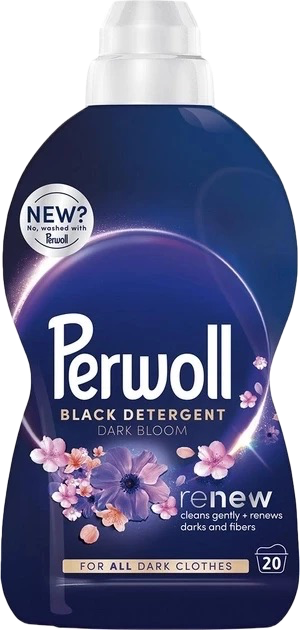 NEW?
No, washed with
Perwoll
Perwoll
BLACK DETERGENT
DARK BLOOM
renew
cleans gently + renews
darks and fibers
FOR ALL DARK CLOTHES
20